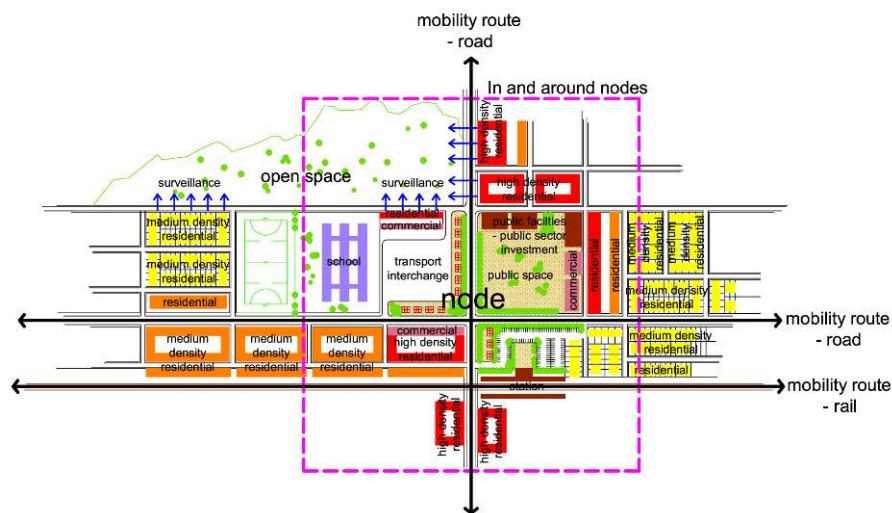 mobility route
- road
In and around nodes
high density
residential
surveillance
open space
surveillance
high density
residential
medium density
residential
residential
commercial
public facilities
- public sector
investment
medium
density
residential
medium
density
residential
school
transport
interchange
public space
commercial
residential
residential
medium density
residential
medium density
residential
residential
node
mobility route
- road
medium
density
residential
medium
density
residential
medium
density
residential
commercial
high density
residential
medium density
residential
residential
station
mobility route
- rail
high density
residential
high density
residential